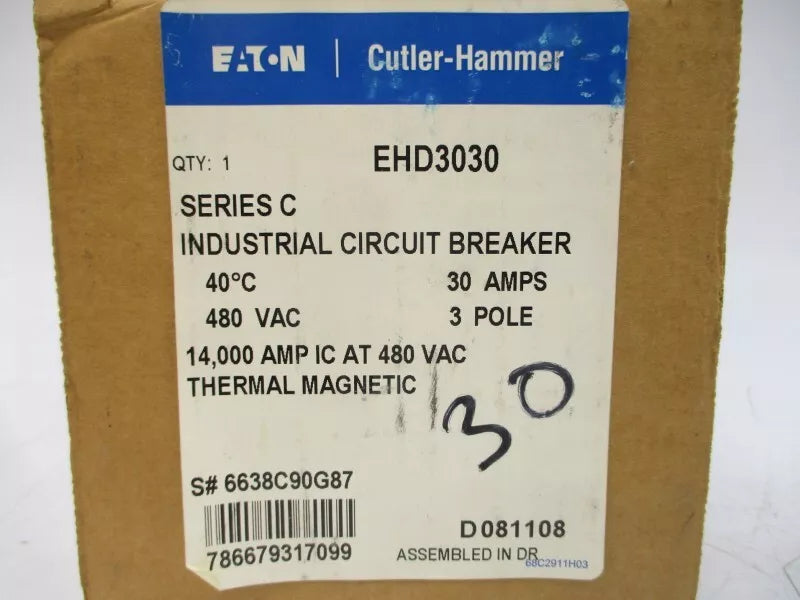 EATON | Cutler-Hammer
QTY: 1 EHD3030
SERIES C
INDUSTRIAL CIRCUIT BREAKER
40°C 30 AMPS
480 VAC 3 POLE
14,000 AMP IC AT 480 VAC
THERMAL MAGNETIC
30
S# 6638C90G87
D081108
786679317099 ASSEMBLED IN DR
68C2911H03